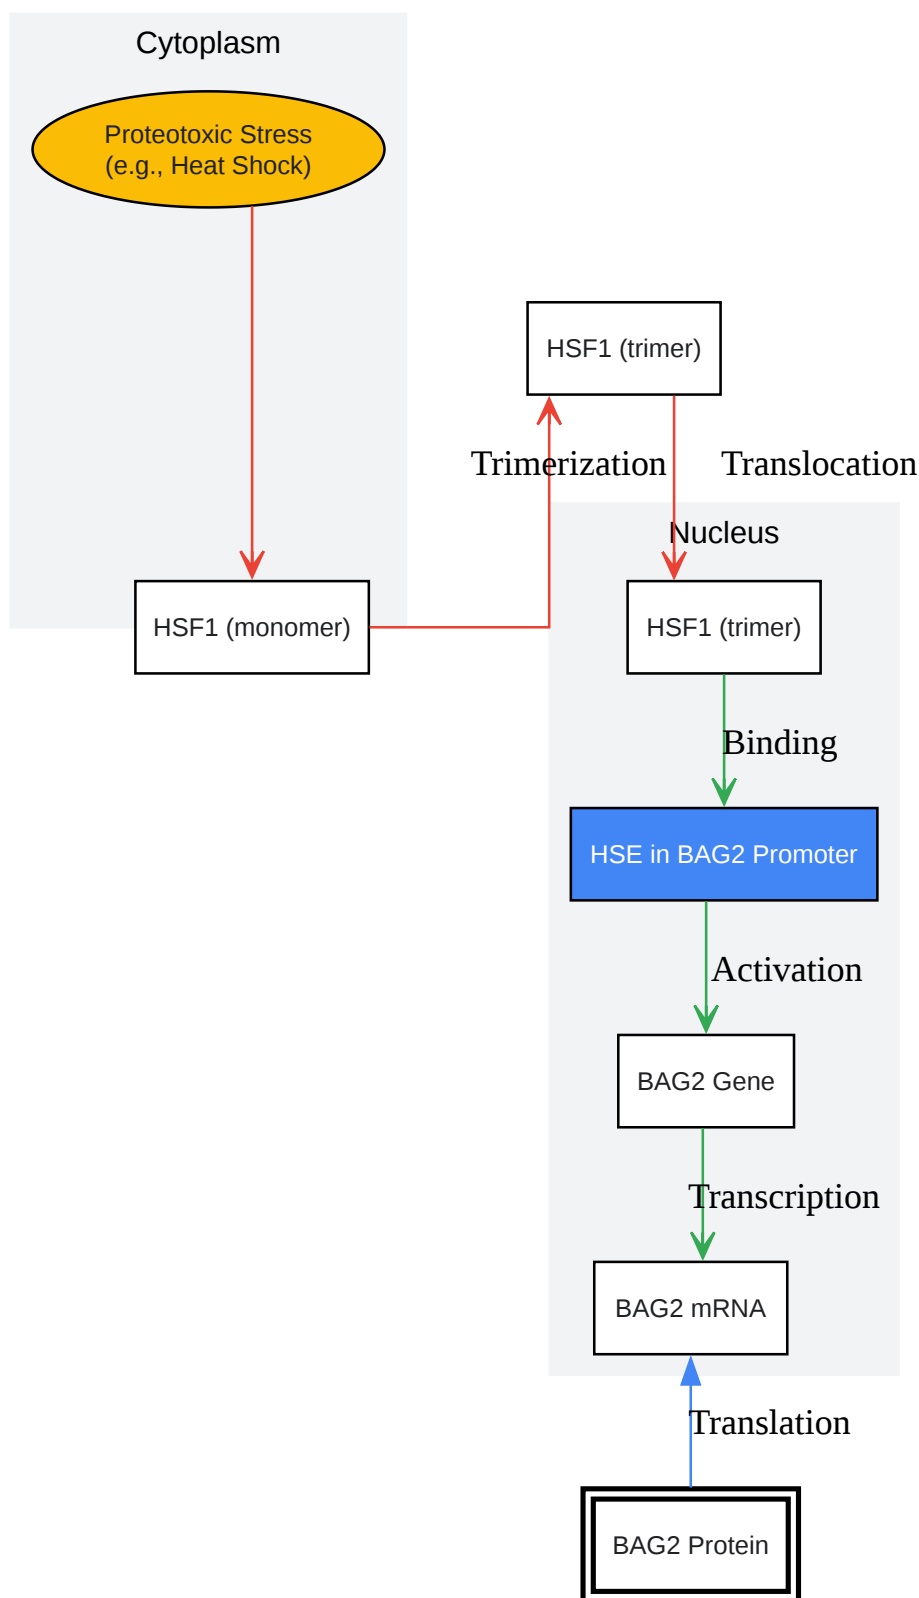 Cytoplasm
Proteotoxic Stress
(e.g., Heat Shock)
HSF1 (trimer)
Trimerization
Translocation
Nucleus
HSF1 (monomer)
HSF1 (trimer)
Binding
HSE in BAG2 Promoter
Activation
BAG2 Gene
Transcription
BAG2 mRNA
Translation
BAG2 Protein